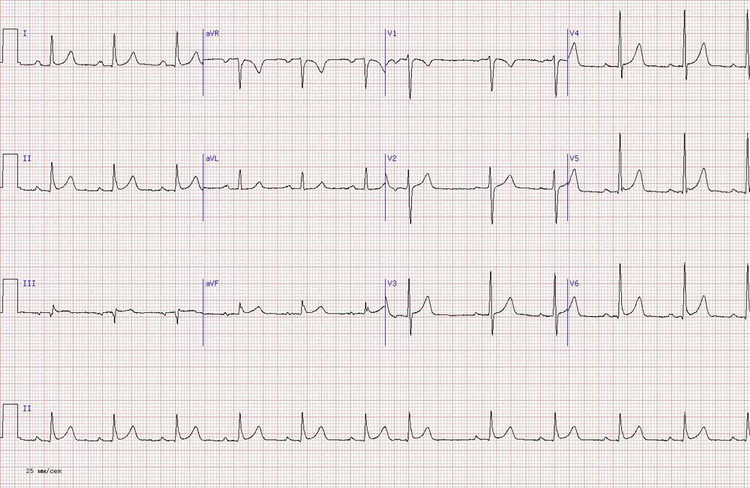 I aVR V1 V4
II aVL V2 V5
III aVF V3 V6
II
25 мм/сек